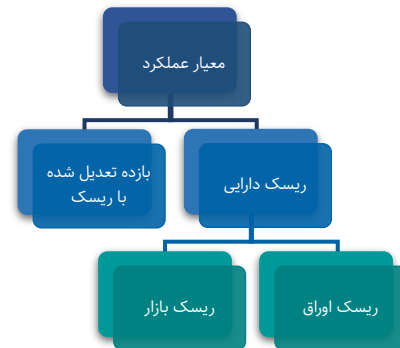 معیار عملکرد
ریسک دارایی
بازده تعدیل شده
با ریسک
ریسک اوراق
ریسک بازار